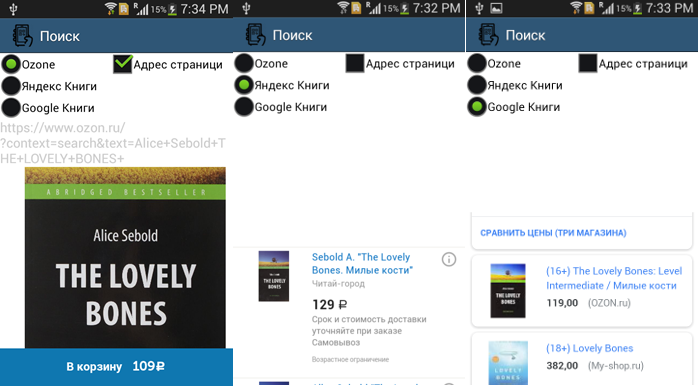 R 15% 7:34 PM
Поиск
Ozone
Адрес страници
Яндекс Книги
Google Книги
https://www.ozon.ru/
?context=search&text=Alice+Sebold+T
HE+LOVELY+BONES+
ABRIDGED BESTSELLER
Alice Sebold
THE LOVELY
BONES
В корзину 109₽
R 15% 7:32 PM
Поиск
Ozone
Адрес страници
Яндекс Книги
Google Книги
Sebold A. "The Lovely
Bones. Милые кости"
Читай-город
129 ₽
Срок и стоимость доставки
уточняйте при заказе
Самовывоз
Возрастное ограничение
R 15% 7:33 PM
Поиск
Ozone
Адрес страници
Яндекс Книги
Google Книги
СРАВНИТЬ ЦЕНЫ (ТРИ МАГАЗИНА)
(16+) The Lovely Bones: Level
Intermediate / Милые кости
119,00 (OZON.ru)
(18+) Lovely Bones
382,00 (My-shop.ru)